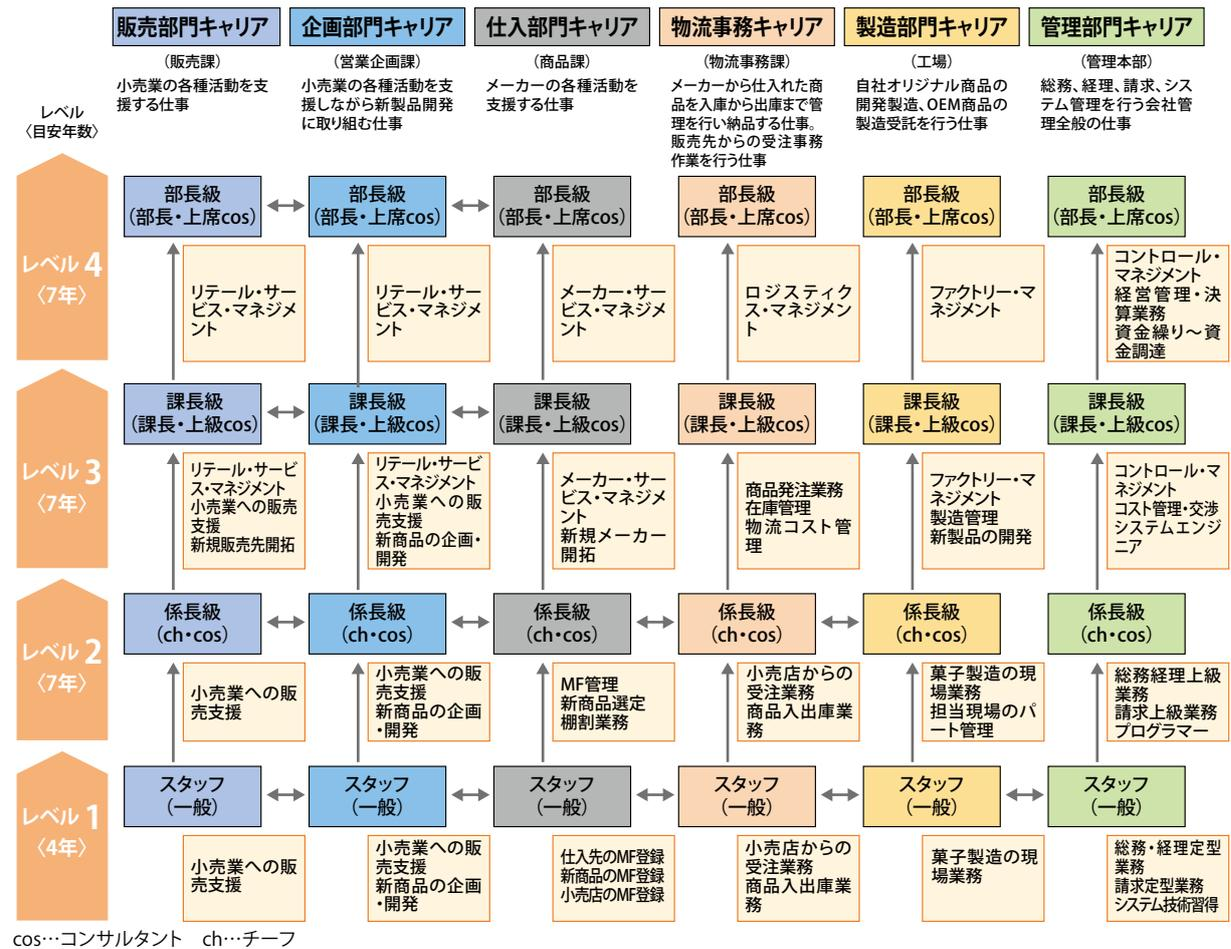 販売部門キャリア
企画部門キャリア
仕入部門キャリア
物流事務キャリア
製造部門キャリア
管理部門キャリア
（販売課）
小売業の各種活動を支
援する仕事
（営業企画課）
小売業の各種活動を支
援しながら新製品開発
に取り組む仕事
（商品課）
メーカーの各種活動を
支援する仕事
（物流事務課）
メーカーから仕入れた商
品を入庫から出庫まで管
理を行い納品する仕事。
販売先からの受注事務
作業を行う仕事
（工場）
自社オリジナル商品の
開発製造、OEM商品の
製造受託を行う仕事
（管理本部）
総務、経理、請求、シス
テム管理を行う会社管
理全般の仕事
レベル
〈目安年数〉
レベル 4
〈7年〉
部長級
（部長・上席cos）
部長級
（部長・上席cos）
部長級
（部長・上席cos）
部長級
（部長・上席cos）
部長級
（部長・上席cos）
部長級
（部長・上席cos）
リテール・サー
ビス・マネジメ
ント
リテール・サー
ビス・マネジメ
ント
メーカー・サー
ビス・マネジメ
ント
ロジスティク
ス・マネジメン
ト
ファクトリー・マ
ネジメント
コントロール・
マネジメント
経営管理・決
算業務
資金繰り～資
金調達
レベル 3
〈7年〉
課長級
（課長・上級cos）
課長級
（課長・上級cos）
課長級
（課長・上級cos）
課長級
（課長・上級cos）
課長級
（課長・上級cos）
課長級
（課長・上級cos）
リテール・サービ
ス・マネジメント
小売業への販売
支援
新規販売先開拓
リテール・サービ
ス・マネジメント
小売業への販
売支援
新商品の企画・
開発
メーカー・サー
ビス・マネジメ
ント
新規メーカー
開拓
商品発注業務
在庫管理
物流コスト管
理
ファクトリー・マ
ネジメント
製造管理
新製品の開発
コントロール・マ
ネジメント
コスト管理・交渉
システムエンジ
ニア
レベル 2
〈7年〉
係長級
（ch・cos）
係長級
（ch・cos）
係長級
（ch・cos）
係長級
（ch・cos）
係長級
（ch・cos）
係長級
（ch・cos）
小売業への販
売支援
小売業への販
売支援
新商品の企画
・開発
MF管理
新商品選定
棚割業務
小売店からの
受注業務
商品入出庫業
務
菓子製造の現
場業務
担当現場のパ
ート管理
総務経理上級
業務
請求上級業務
プログラマー
レベル 1
〈4年〉
スタッフ
（一般）
スタッフ
（一般）
スタッフ
（一般）
スタッフ
（一般）
スタッフ
（一般）
スタッフ
（一般）
小売業への販
売支援
小売業への販
売支援
新商品の企画
・開発
仕入先のMF登録
新商品のMF登録
小売店のMF登録
小売店からの
受注業務
商品入出庫業
務
菓子製造の現
場業務
総務・経理定型
業務
請求定型業務
システム技術習得
cos…コンサルタント　ch…チーフ